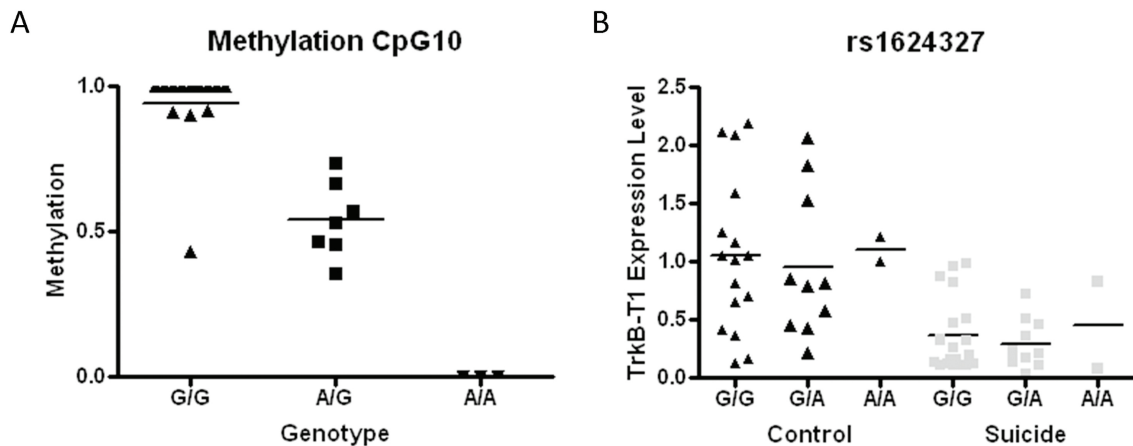 A
Methylation CpG10
Methylation
1.0
0.5
0.0
G/G A/G A/A
Genotype
B
rs1624327
TrkB-T1 Expression Level
2.5
2.0
1.5
1.0
0.5
0.0
G/G G/A A/A G/G G/A A/A
Control Suicide